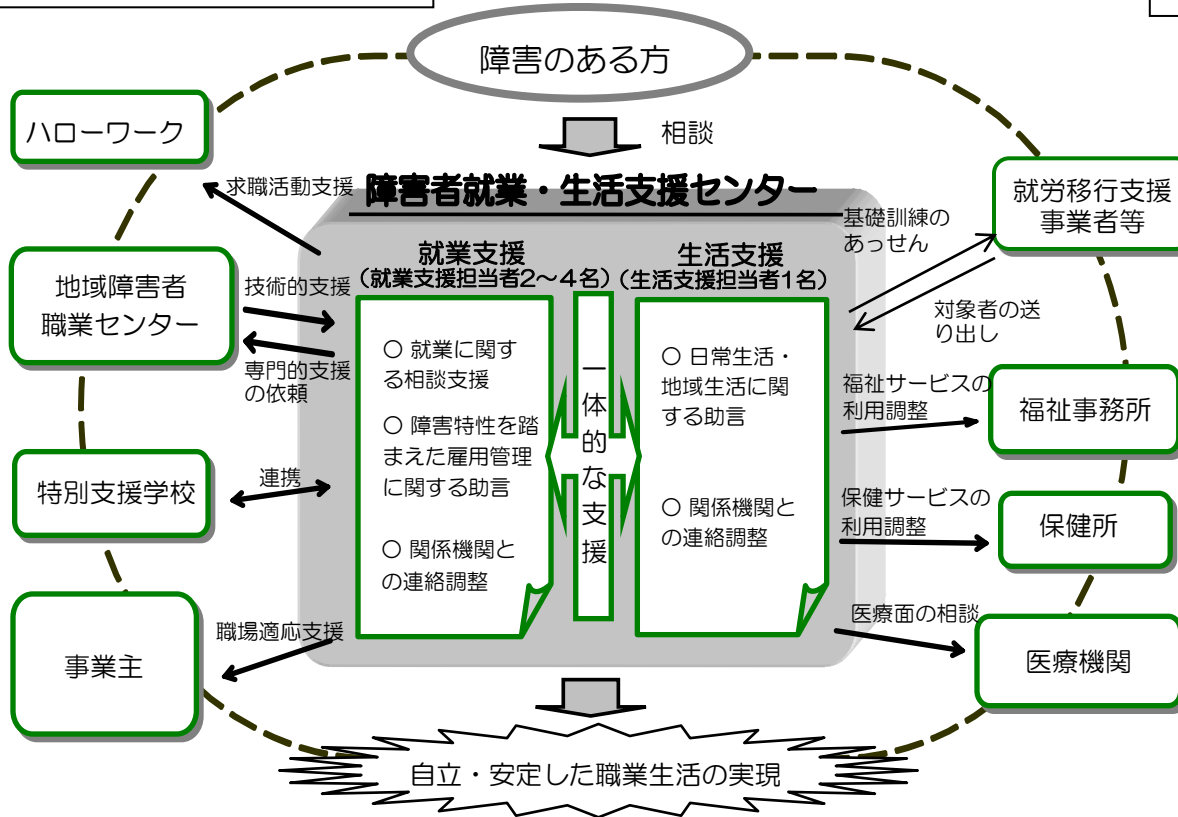 障害のある方
相談
ハローワーク
求職活動支援
障害者就業・生活支援センター
地域障害者
職業センター
技術的支援
専門的支援
の依頼
特別支援学校
連携
事業主
職場適応支援
就業支援
(就業支援担当者2～4名)
○ 就業に関す
る相談支援
○ 障害特性を踏
まえた雇用管理
に関する助言
○ 関係機関と
の連絡調整
一体的な支援
生活支援
(生活支援担当者1名)
○ 日常生活・
地域生活に関
する助言
○ 関係機関と
の連絡調整
基礎訓練の
あっせん
就労移行支援
事業者等
対象者の送
り出し
福祉サービスの
利用調整
福祉事務所
保健サービスの
利用調整
保健所
医療面の相談
医療機関
自立・安定した職業生活の実現